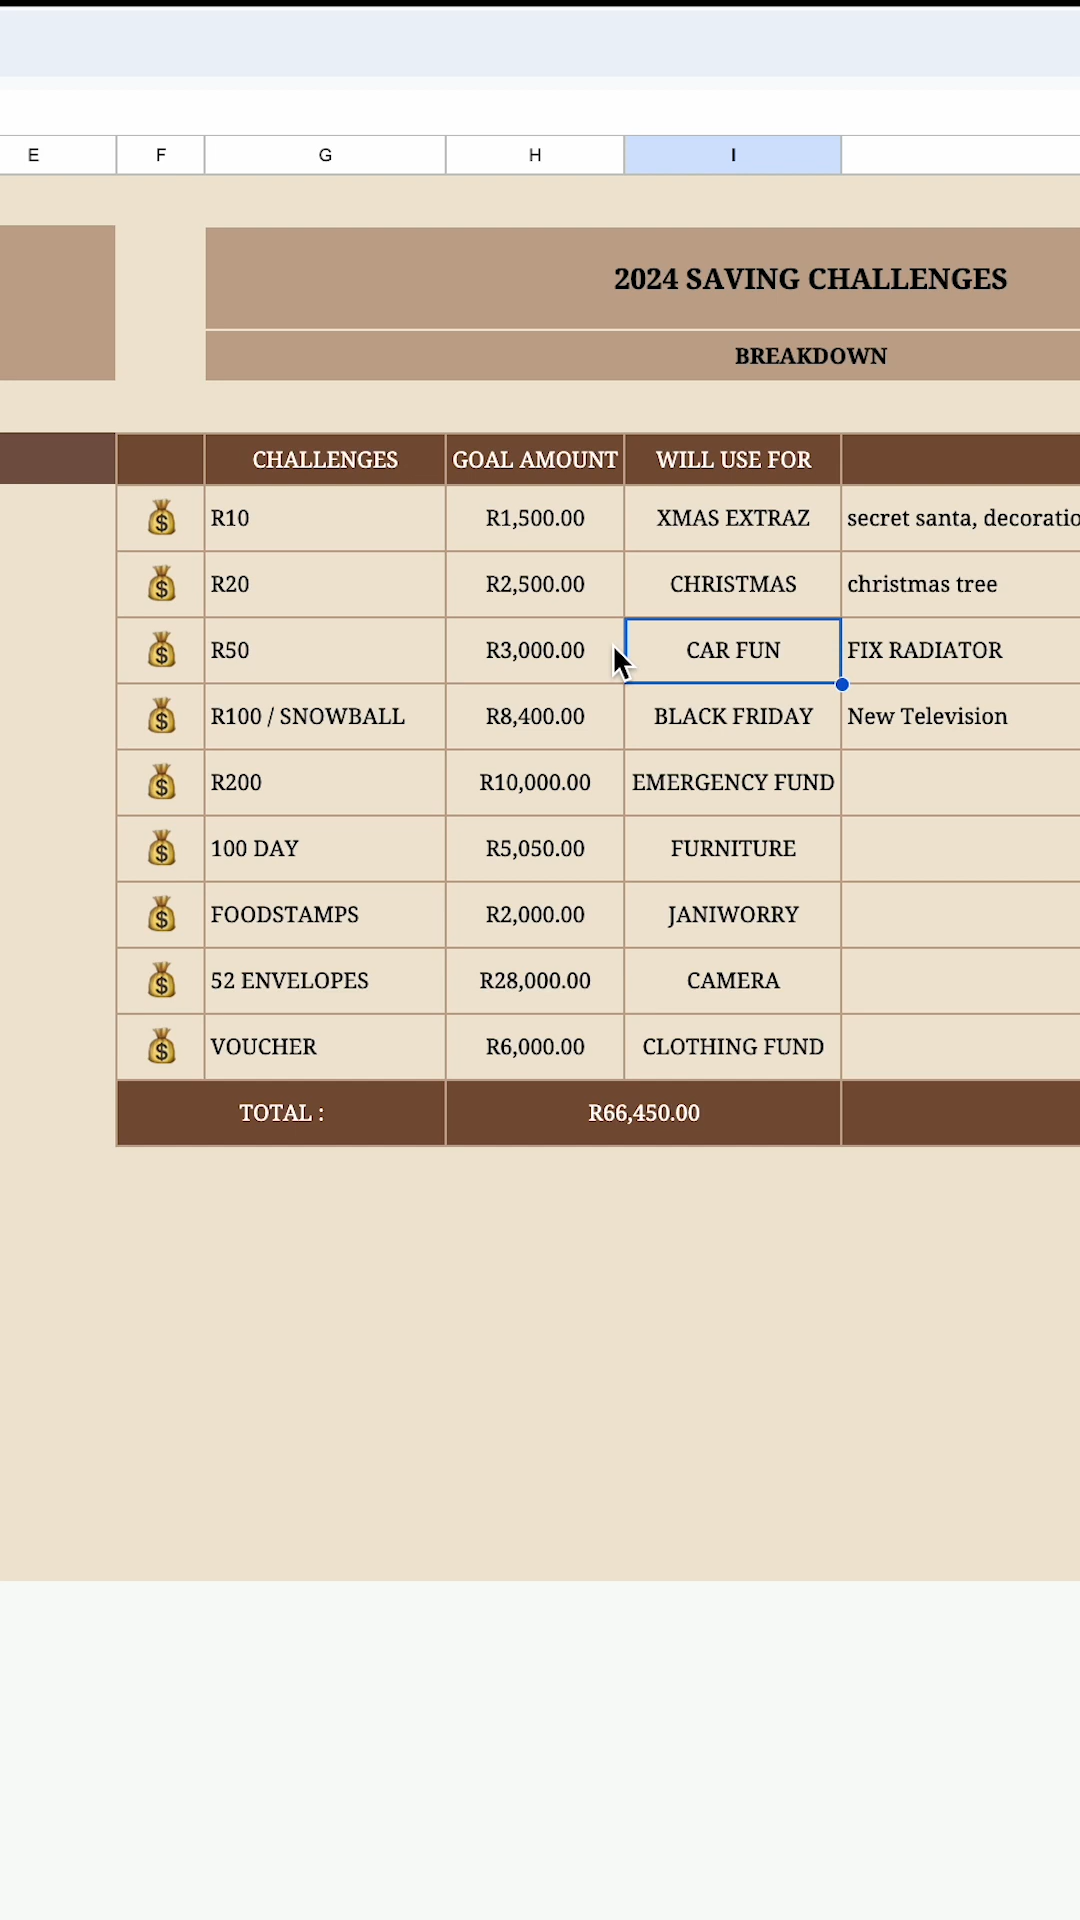 E F G H I
2024 SAVING CHALLENGES
BREAKDOWN
CHALLENGES GOAL AMOUNT WILL USE FOR
R10 R1,500.00 XMAS EXTRAZ secret santa, decoratio
R20 R2,500.00 CHRISTMAS christmas tree
R50 R3,000.00 CAR FUN FIX RADIATOR
R100 / SNOWBALL R8,400.00 BLACK FRIDAY New Television
R200 R10,000.00 EMERGENCY FUND
100 DAY R5,050.00 FURNITURE
FOODSTAMPS R2,000.00 JANIWORRY
52 ENVELOPES R28,000.00 CAMERA
VOUCHER R6,000.00 CLOTHING FUND
TOTAL : R66,450.00